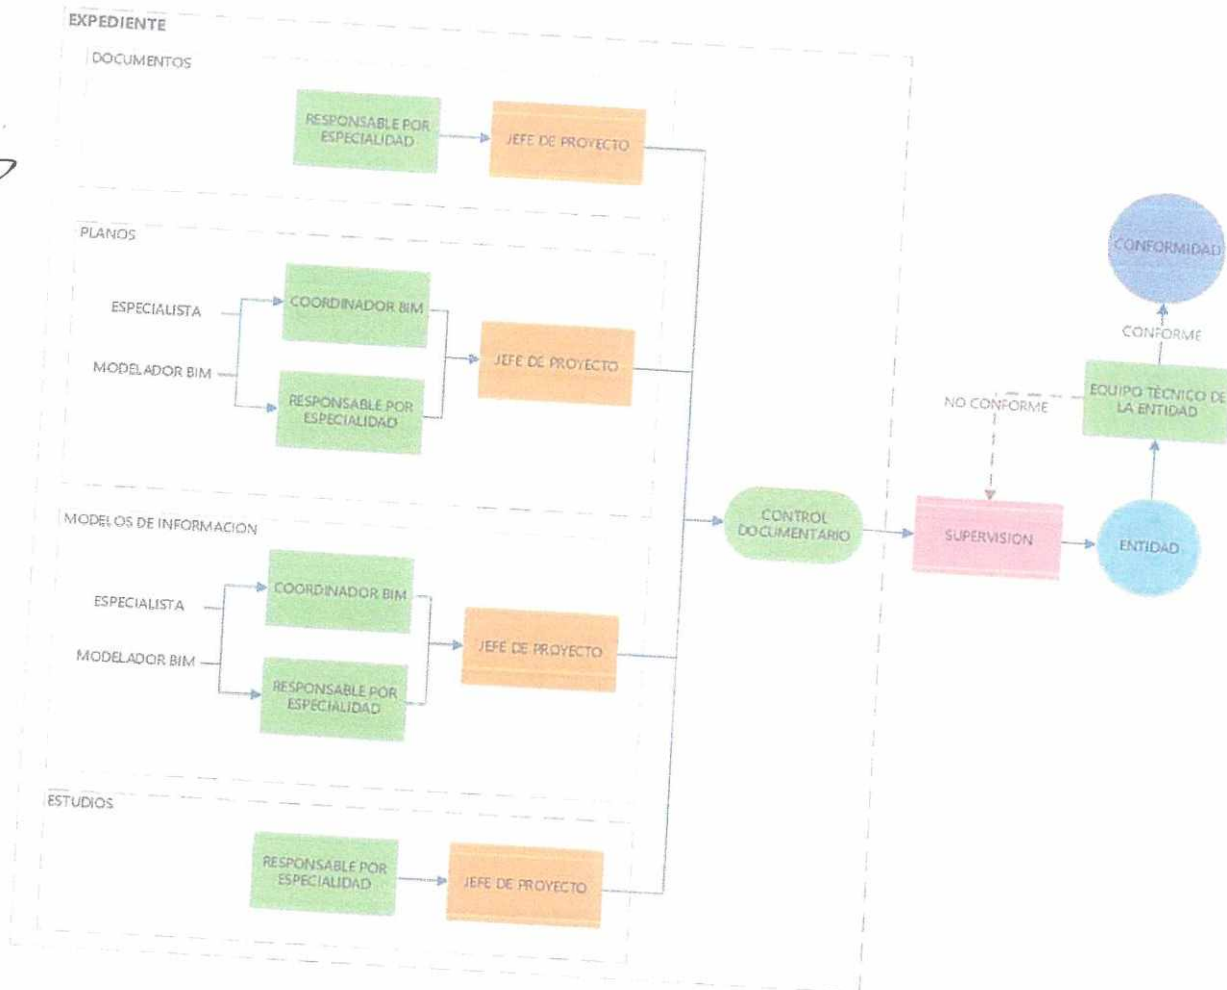 EXPEDIENTE
DOCUMENTOS
RESPONSABLE POR
ESPECIALIDAD
JEFE DE PROYECTO
PLANOS
ESPECIALISTA
MODELADOR BIM
COORDINADOR BIM
RESPONSABLE POR
ESPECIALIDAD
JEFE DE PROYECTO
MODELOS DE INFORMACION
ESPECIALISTA
MODELADOR BIM
COORDINADOR BIM
RESPONSABLE POR
ESPECIALIDAD
JEFE DE PROYECTO
ESTUDIOS
RESPONSABLE POR
ESPECIALIDAD
JEFE DE PROYECTO
CONTROL
DOCUMENTARIO
SUPERVISION
ENTIDAD
EQUIPO TÉCNICO DE
LA ENTIDAD
NO CONFORME
CONFORME
CONFORMIDAD